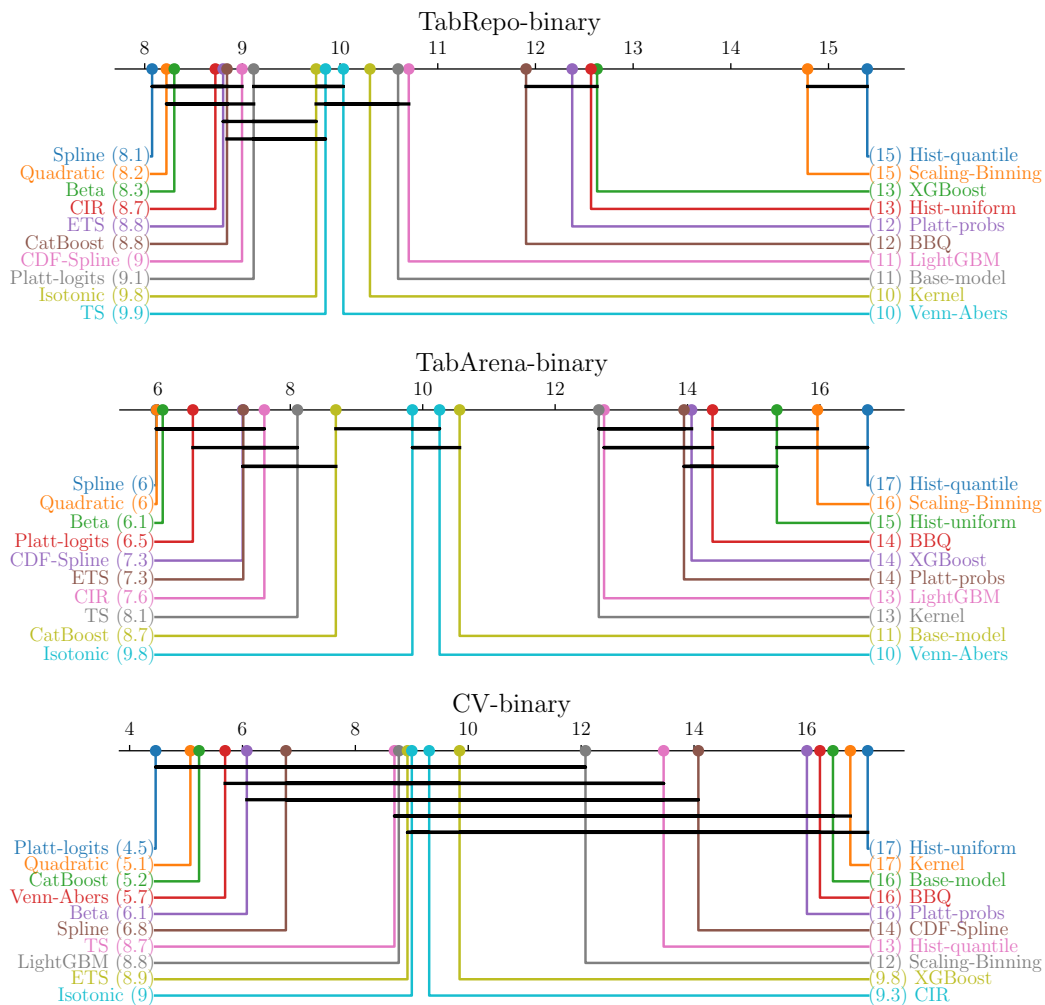 TabRepo-binary
8 9 10 11 12 13 14 15
Spline (8.1) (15) Hist-quantile
Quadratic (8.2) (15) Scaling-Binning
Beta (8.3) (13) XGBoost
CIR (8.7) (13) Hist-uniform
ETS (8.8) (12) Platt-probs
CatBoost (8.8) (12) BBQ
CDF-Spline (9) (11) LightGBM
Platt-logits (9.1) (11) Base-model
Isotonic (9.8) (10) Kernel
TS (9.9) (10) Venn-Abers
TabArena-binary
6 8 10 12 14 16
Spline (6) (17) Hist-quantile
Quadratic (6) (16) Scaling-Binning
Beta (6.1) (15) Hist-uniform
Platt-logits (6.5) (14) BBQ
CDF-Spline (7.3) (14) XGBoost
ETS (7.3) (14) Platt-probs
CIR (7.6) (13) LightGBM
TS (8.1) (13) Kernel
CatBoost (8.7) (11) Base-model
Isotonic (9.8) (10) Venn-Abers
CV-binary
4 6 8 10 12 14 16
Platt-logits (4.5) (17) Hist-uniform
Quadratic (5.1) (17) Kernel
CatBoost (5.2) (16) Base-model
Venn-Abers (5.7) (16) BBQ
Beta (6.1) (16) Platt-probs
Spline (6.8) (14) CDF-Spline
TS (8.7) (13) Hist-quantile
LightGBM (8.8) (12) Scaling-Binning
ETS (8.9) (9.8) XGBoost
Isotonic (9) (9.3) CIR